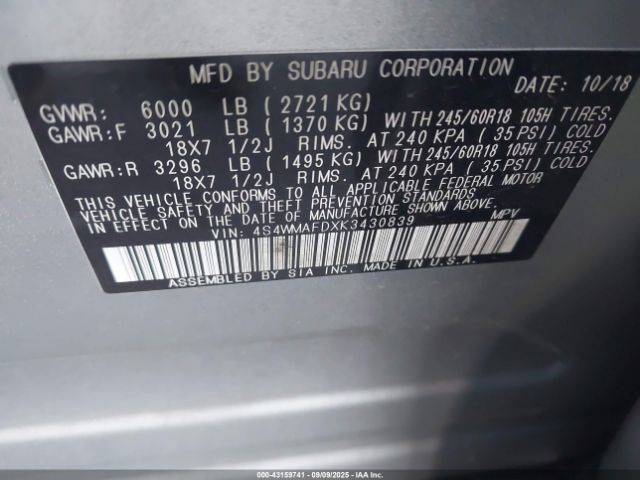 MFD BY SUBARU CORPORATION
DATE: 10/18
GVWR: 6000 LB (2721 KG)
GAWR:F 3021 LB (1370 KG) WITH 245/60R18 105H TIRES.
18X7 1/2J RIMS. AT 240 KPA (35 PSI) COLD
GAWR:R 3296 LB (1495 KG) WITH 245/60R18 105H TIRES.
18X7 1/2J RIMS. AT 240 KPA (35 PSI) COLD
THIS VEHICLE CONFORMS TO ALL APPLICABLE FEDERAL MOTOR
VEHICLE SAFETY AND THEFT PREVENTION STANDARDS
IN EFFECT ON THE DATE OF MANUFACTURE SHOWN ABOVE.
VIN: 4S4WMAFDXK3430839 MPV
ASSEMBLED BY SIA INC. MADE IN U.S.A.
000-43159741 - 09/09/2025 - IAA Inc.